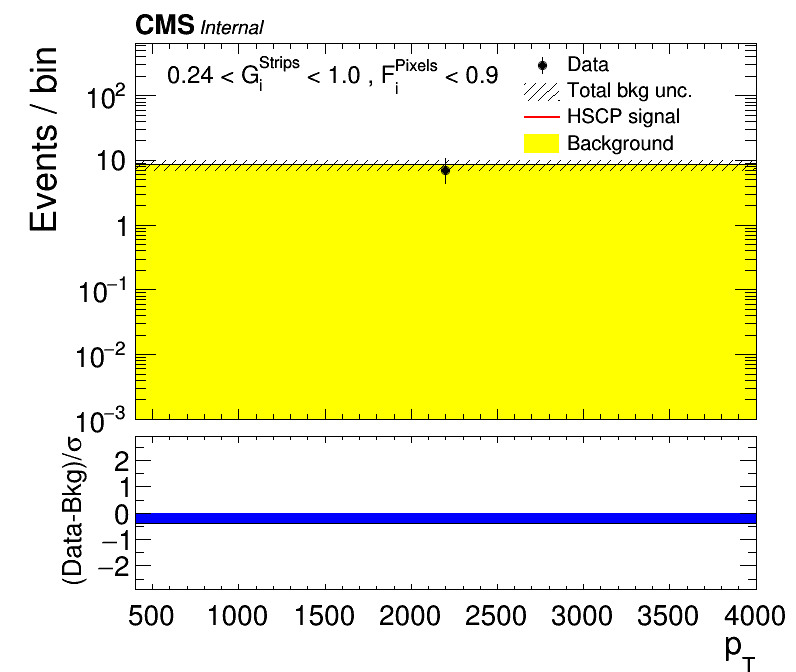 CMS Internal
0.24 < G_i^Strips < 1.0 , F_i^Pixels < 0.9
Data
Total bkg unc.
HSCP signal
Background
Events / bin
10²
10
1
10⁻¹
10⁻²
10⁻³
(Data-Bkg)/σ
2
1
0
−1
−2
500 1000 1500 2000 2500 3000 3500 4000
p_T